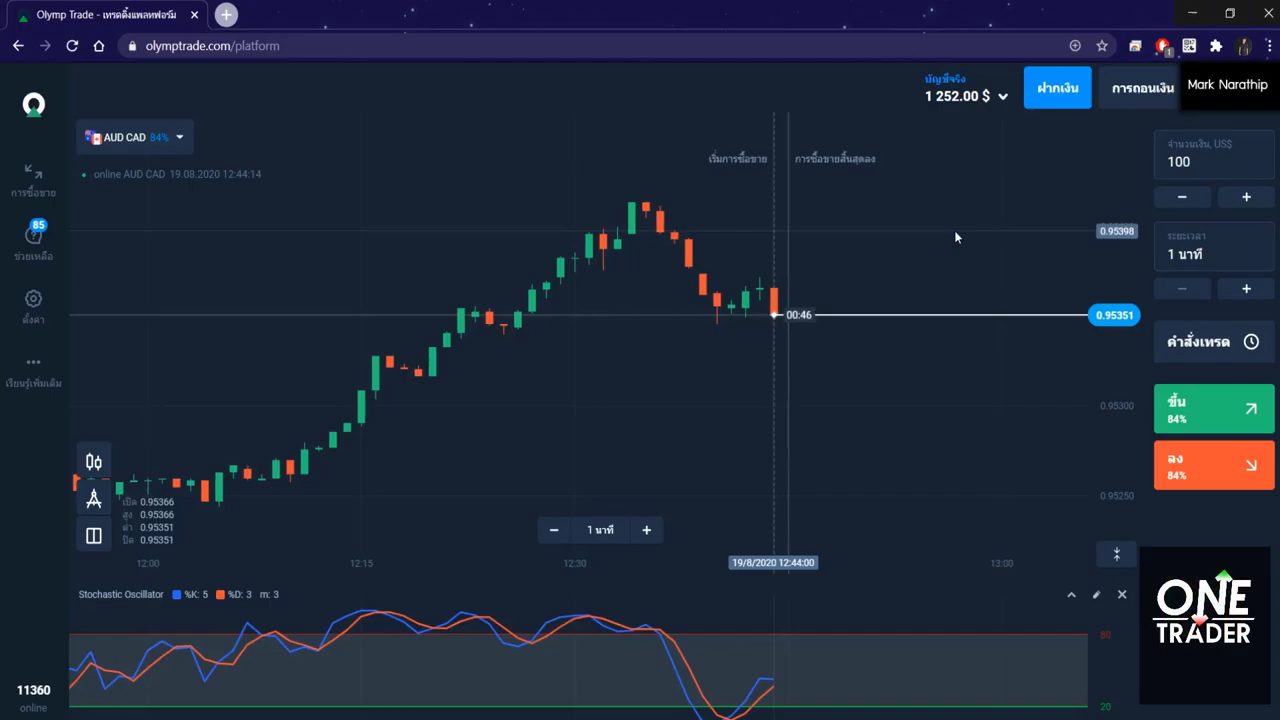 Olymp Trade - เทรดดิ้งแพลทฟอร์ม
olymptrade.com/platform
1
บัญชีจริง
1 252.00 $
ฝากเงิน
การถอนเงิน
Mark Narathip
AUD CAD 84%
เริ่มการซื้อขาย
การซื้อขายสิ้นสุดลง
online AUD CAD 19.08.2020 12:44:14
จำนวนเงิน, US$
100
การซื้อขาย
85
ช่วยเหลือ
0.95398
ระยะเวลา
1 นาที
ตั้งค่า
00:46
0.95351
คำสั่งเทรด
เรียนรู้เพิ่มเติม
0.95300
ขึ้น
84%
ลง
84%
0.95250
เปิด 0.95366
สูง 0.95366
ต่ำ 0.95351
ปิด 0.95351
1 นาที
12:00
12:15
12:30
19/8/2020 12:44:00
13:00
Stochastic Oscillator %K: 5 %D: 3 m: 3
80
20
ONE
TRADER
11360
online